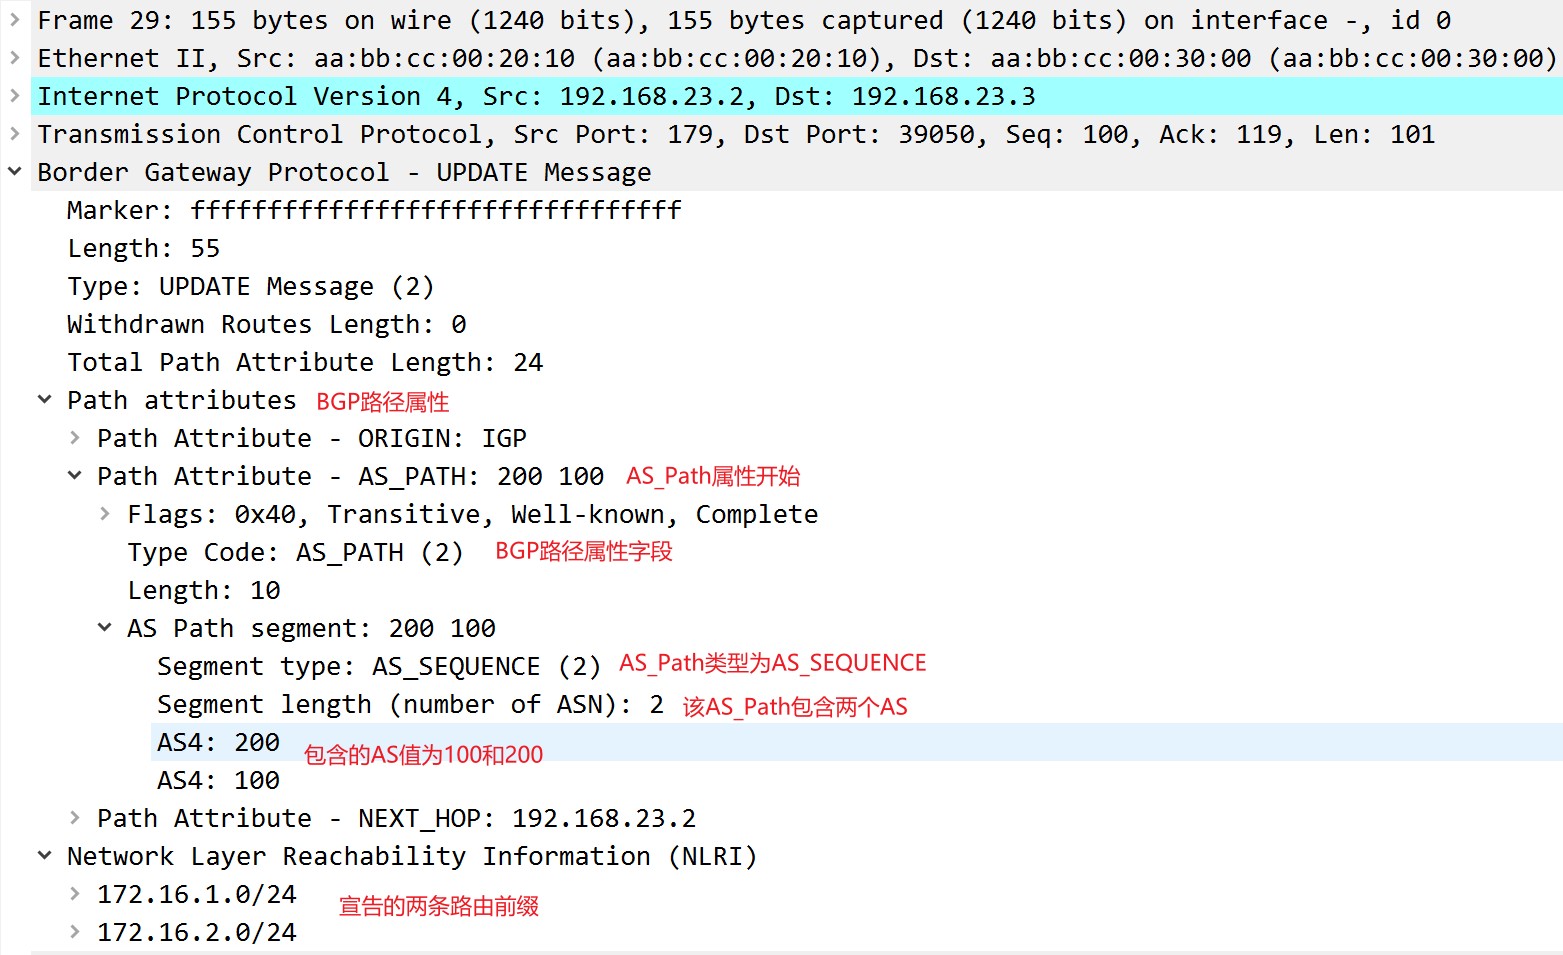 Frame 29: 155 bytes on wire (1240 bits), 155 bytes captured (1240 bits) on interface -, id 0
Ethernet II, Src: aa:bb:cc:00:20:10 (aa:bb:cc:00:20:10), Dst: aa:bb:cc:00:30:00 (aa:bb:cc:00:30:00)
Internet Protocol Version 4, Src: 192.168.23.2, Dst: 192.168.23.3
Transmission Control Protocol, Src Port: 179, Dst Port: 39050, Seq: 100, Ack: 119, Len: 101
Border Gateway Protocol - UPDATE Message
Marker: ffffffffffffffffffffffffffffffff
Length: 55
Type: UPDATE Message (2)
Withdrawn Routes Length: 0
Total Path Attribute Length: 24
Path attributes BGP路径属性
Path Attribute - ORIGIN: IGP
Path Attribute - AS_PATH: 200 100 AS_Path属性开始
Flags: 0x40, Transitive, Well-known, Complete
Type Code: AS_PATH (2) BGP路径属性字段
Length: 10
AS Path segment: 200 100
Segment type: AS_SEQUENCE (2) AS_Path类型为AS_SEQUENCE
Segment length (number of ASN): 2 该AS_Path包含两个AS
AS4: 200
包含的AS值为100和200
AS4: 100
Path Attribute - NEXT_HOP: 192.168.23.2
Network Layer Reachability Information (NLRI)
172.16.1.0/24
宣告的两条路由前缀
172.16.2.0/24